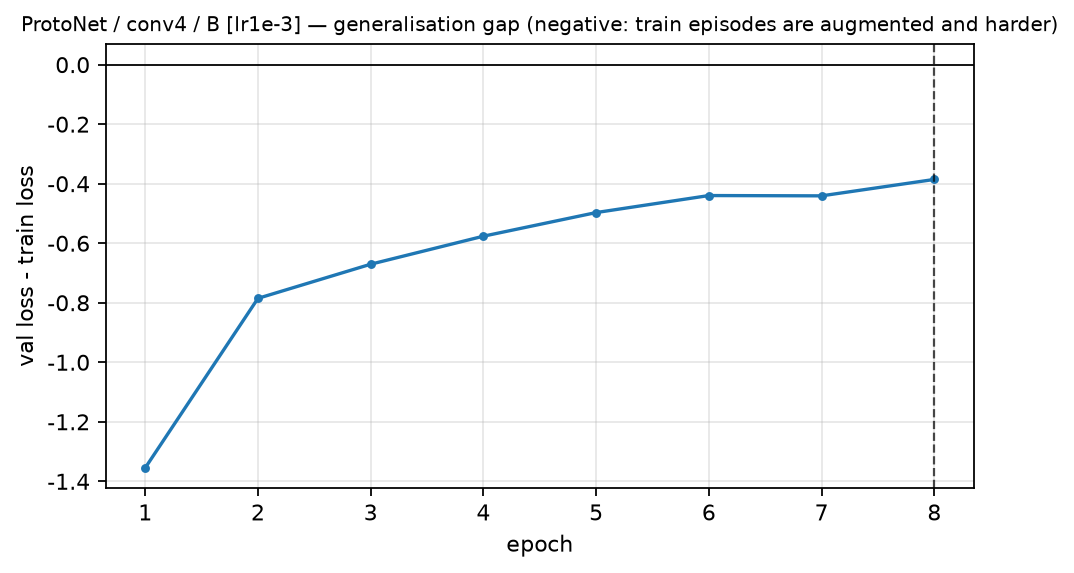 ProtoNet / conv4 / B [lr1e-3] — generalisation gap (negative: train episodes are augmented and harder)
val loss - train loss
0.0
-0.2
-0.4
-0.6
-0.8
-1.0
-1.2
-1.4
1 2 3 4 5 6 7 8
epoch